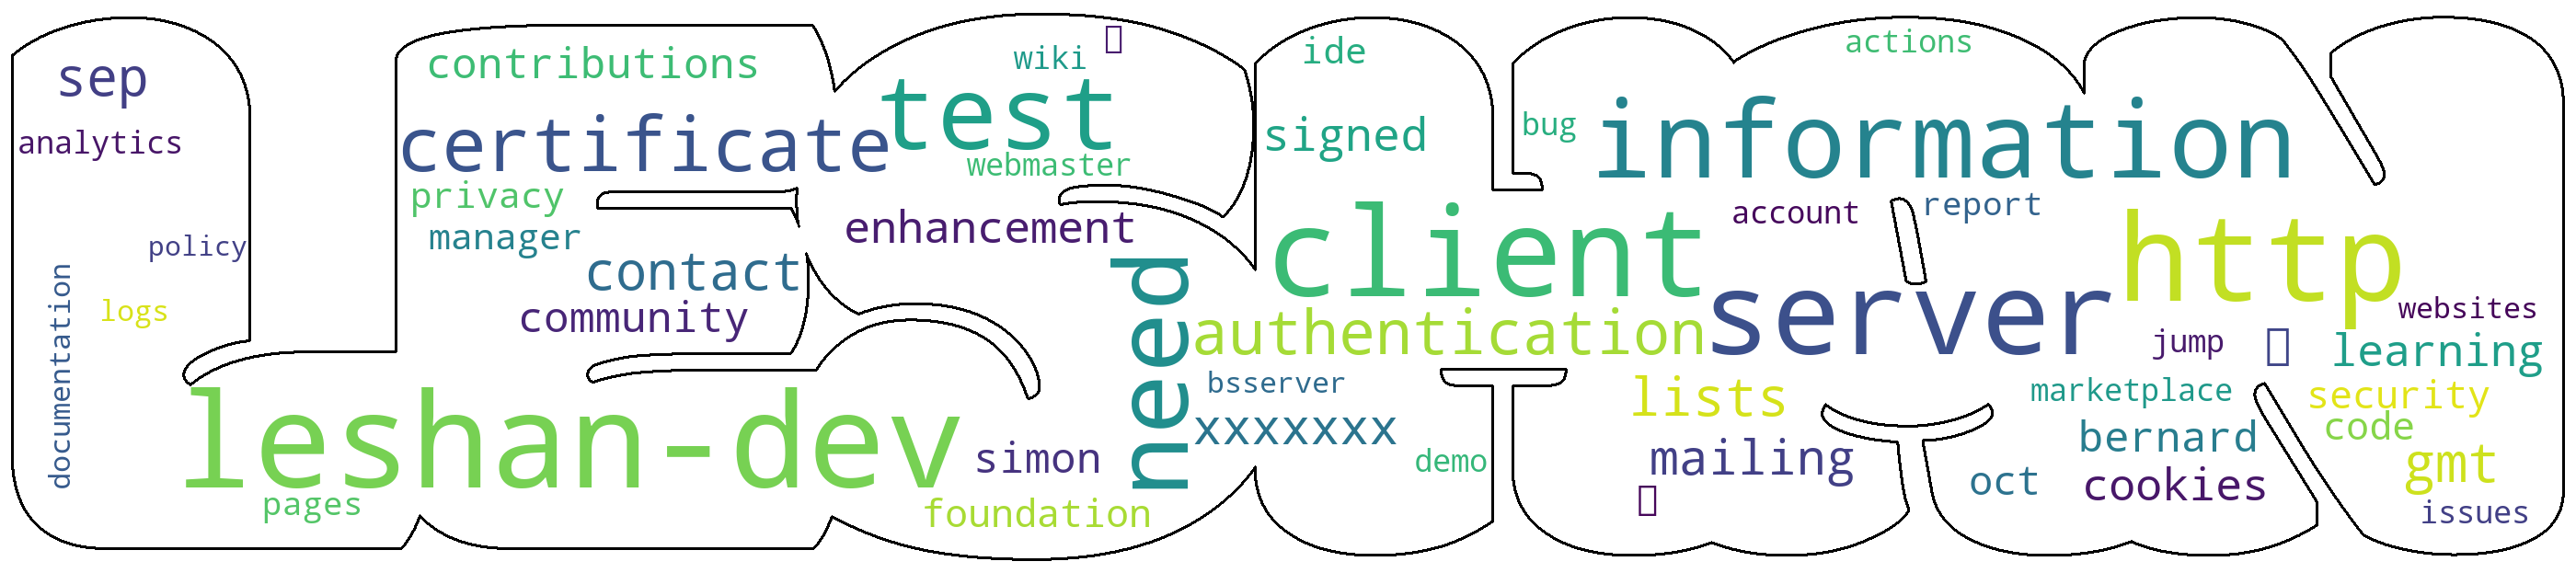 sep
analytics
policy
documentation
logs
contributions
certificate
privacy
manager
contact
community
leshan-dev
pages
wiki
test
webmaster
enhancement
need
simon
foundation
ide
signed
client
authentication
bsserver
xxxxxxx
demo
actions
bug
information
account
report
server
http
websites
jump
learning
lists
marketplace
security
code
mailing
bernard
gmt
oct
cookies
issues